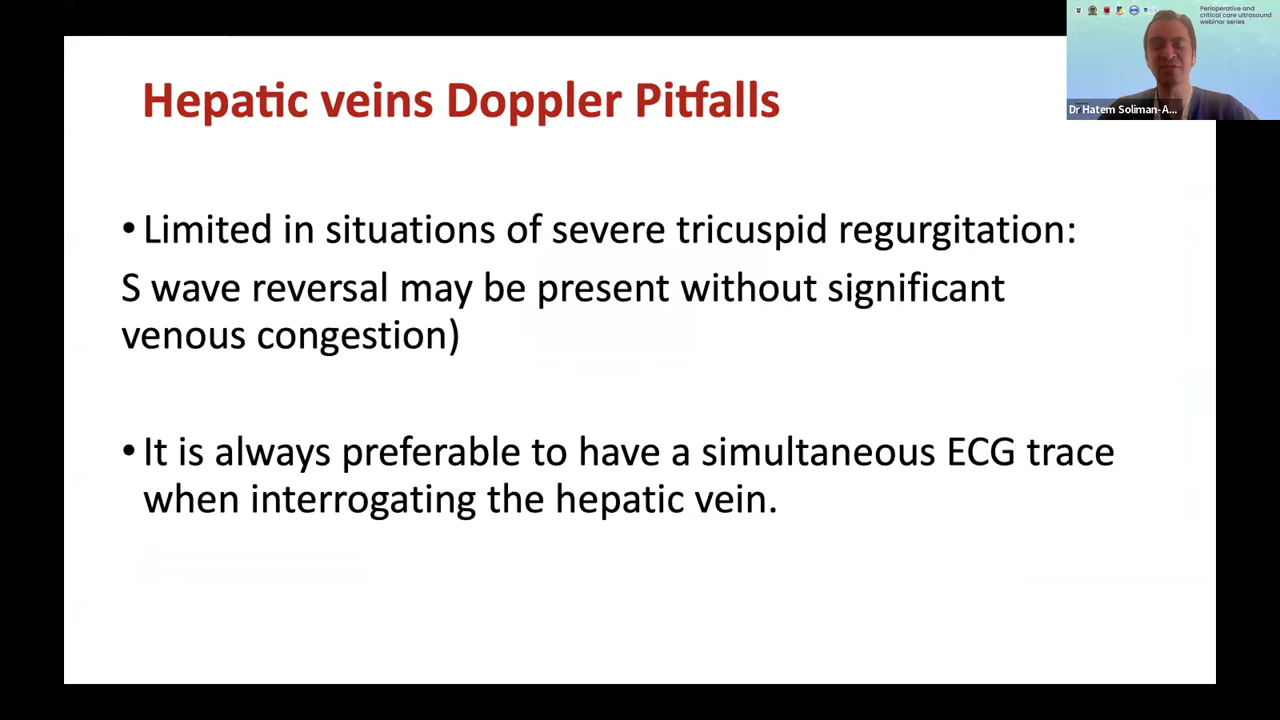 Perioperative and
critical care ultrasound
webinar series
Dr Hatem Soliman-A...
Hepatic veins Doppler Pitfalls
•Limited in situations of severe tricuspid regurgitation:
S wave reversal may be present without significant
venous congestion)
•It is always preferable to have a simultaneous ECG trace
when interrogating the hepatic vein.